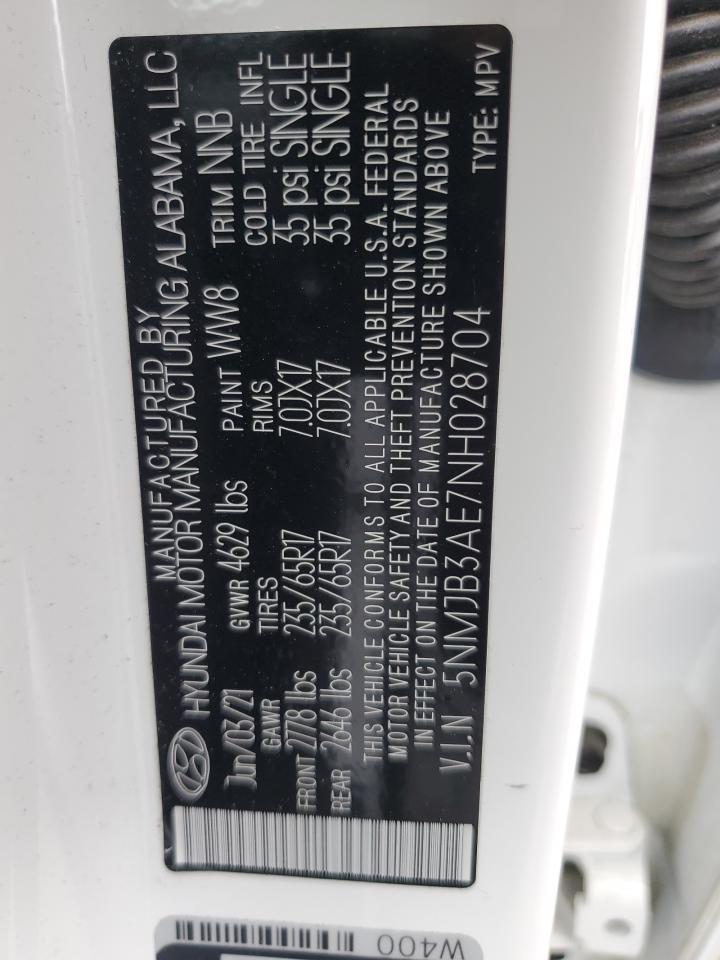 MANUFACTURED BY
HYUNDAI MOTOR MANUFACTURING ALABAMA, LLC
Jun/03/21 GVWR 4629 lbs PAINT WW8 TRIM NNB
GAWR TIRES RIMS COLD TIRE INFL
FRONT 2778 lbs 235/65R17 7.0JX17 35 psi SINGLE
REAR 2646 lbs 235/65R17 7.0JX17 35 psi SINGLE
THIS VEHICLE CONFORMS TO ALL APPLICABLE U.S.A. FEDERAL
MOTOR VEHICLE SAFETY AND THEFT PREVENTION STANDARDS
IN EFFECT ON THE DATE OF MANUFACTURE SHOWN ABOVE
V.I.N 5NMJB3AE7NH028704
TYPE: MPV
W400